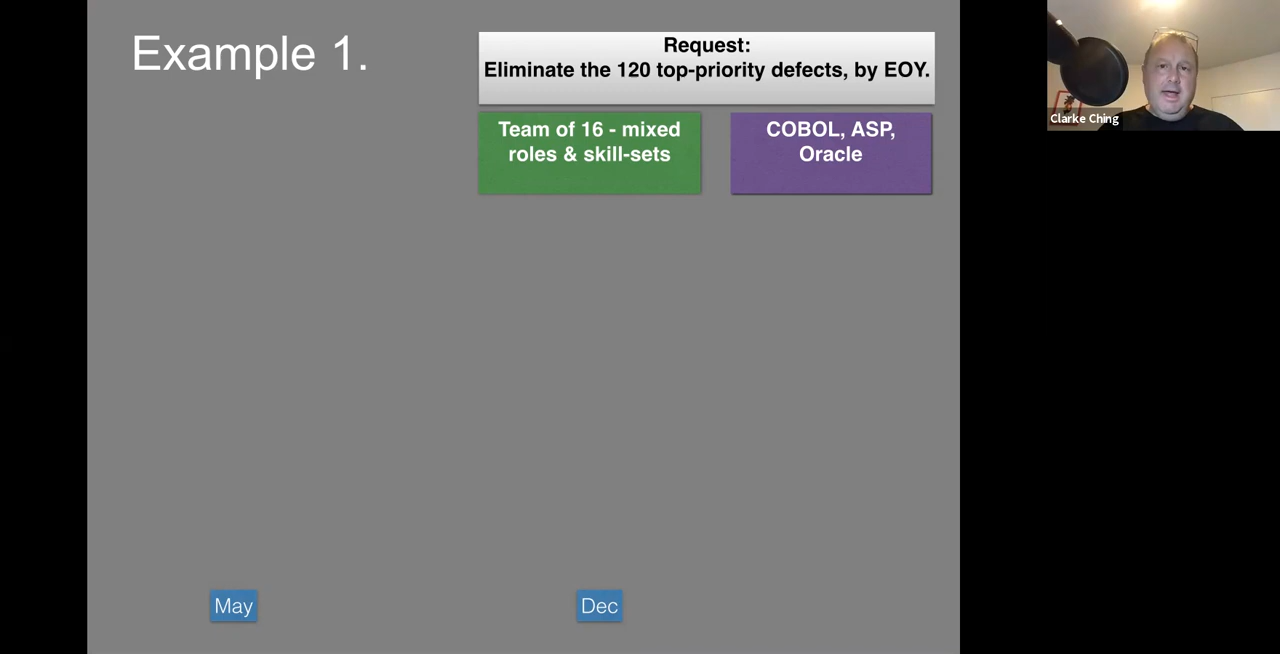 Example 1.
Request:
Eliminate the 120 top-priority defects, by EOY.
Team of 16 - mixed
roles & skill-sets
COBOL, ASP,
Oracle
Clarke Ching
May
Dec